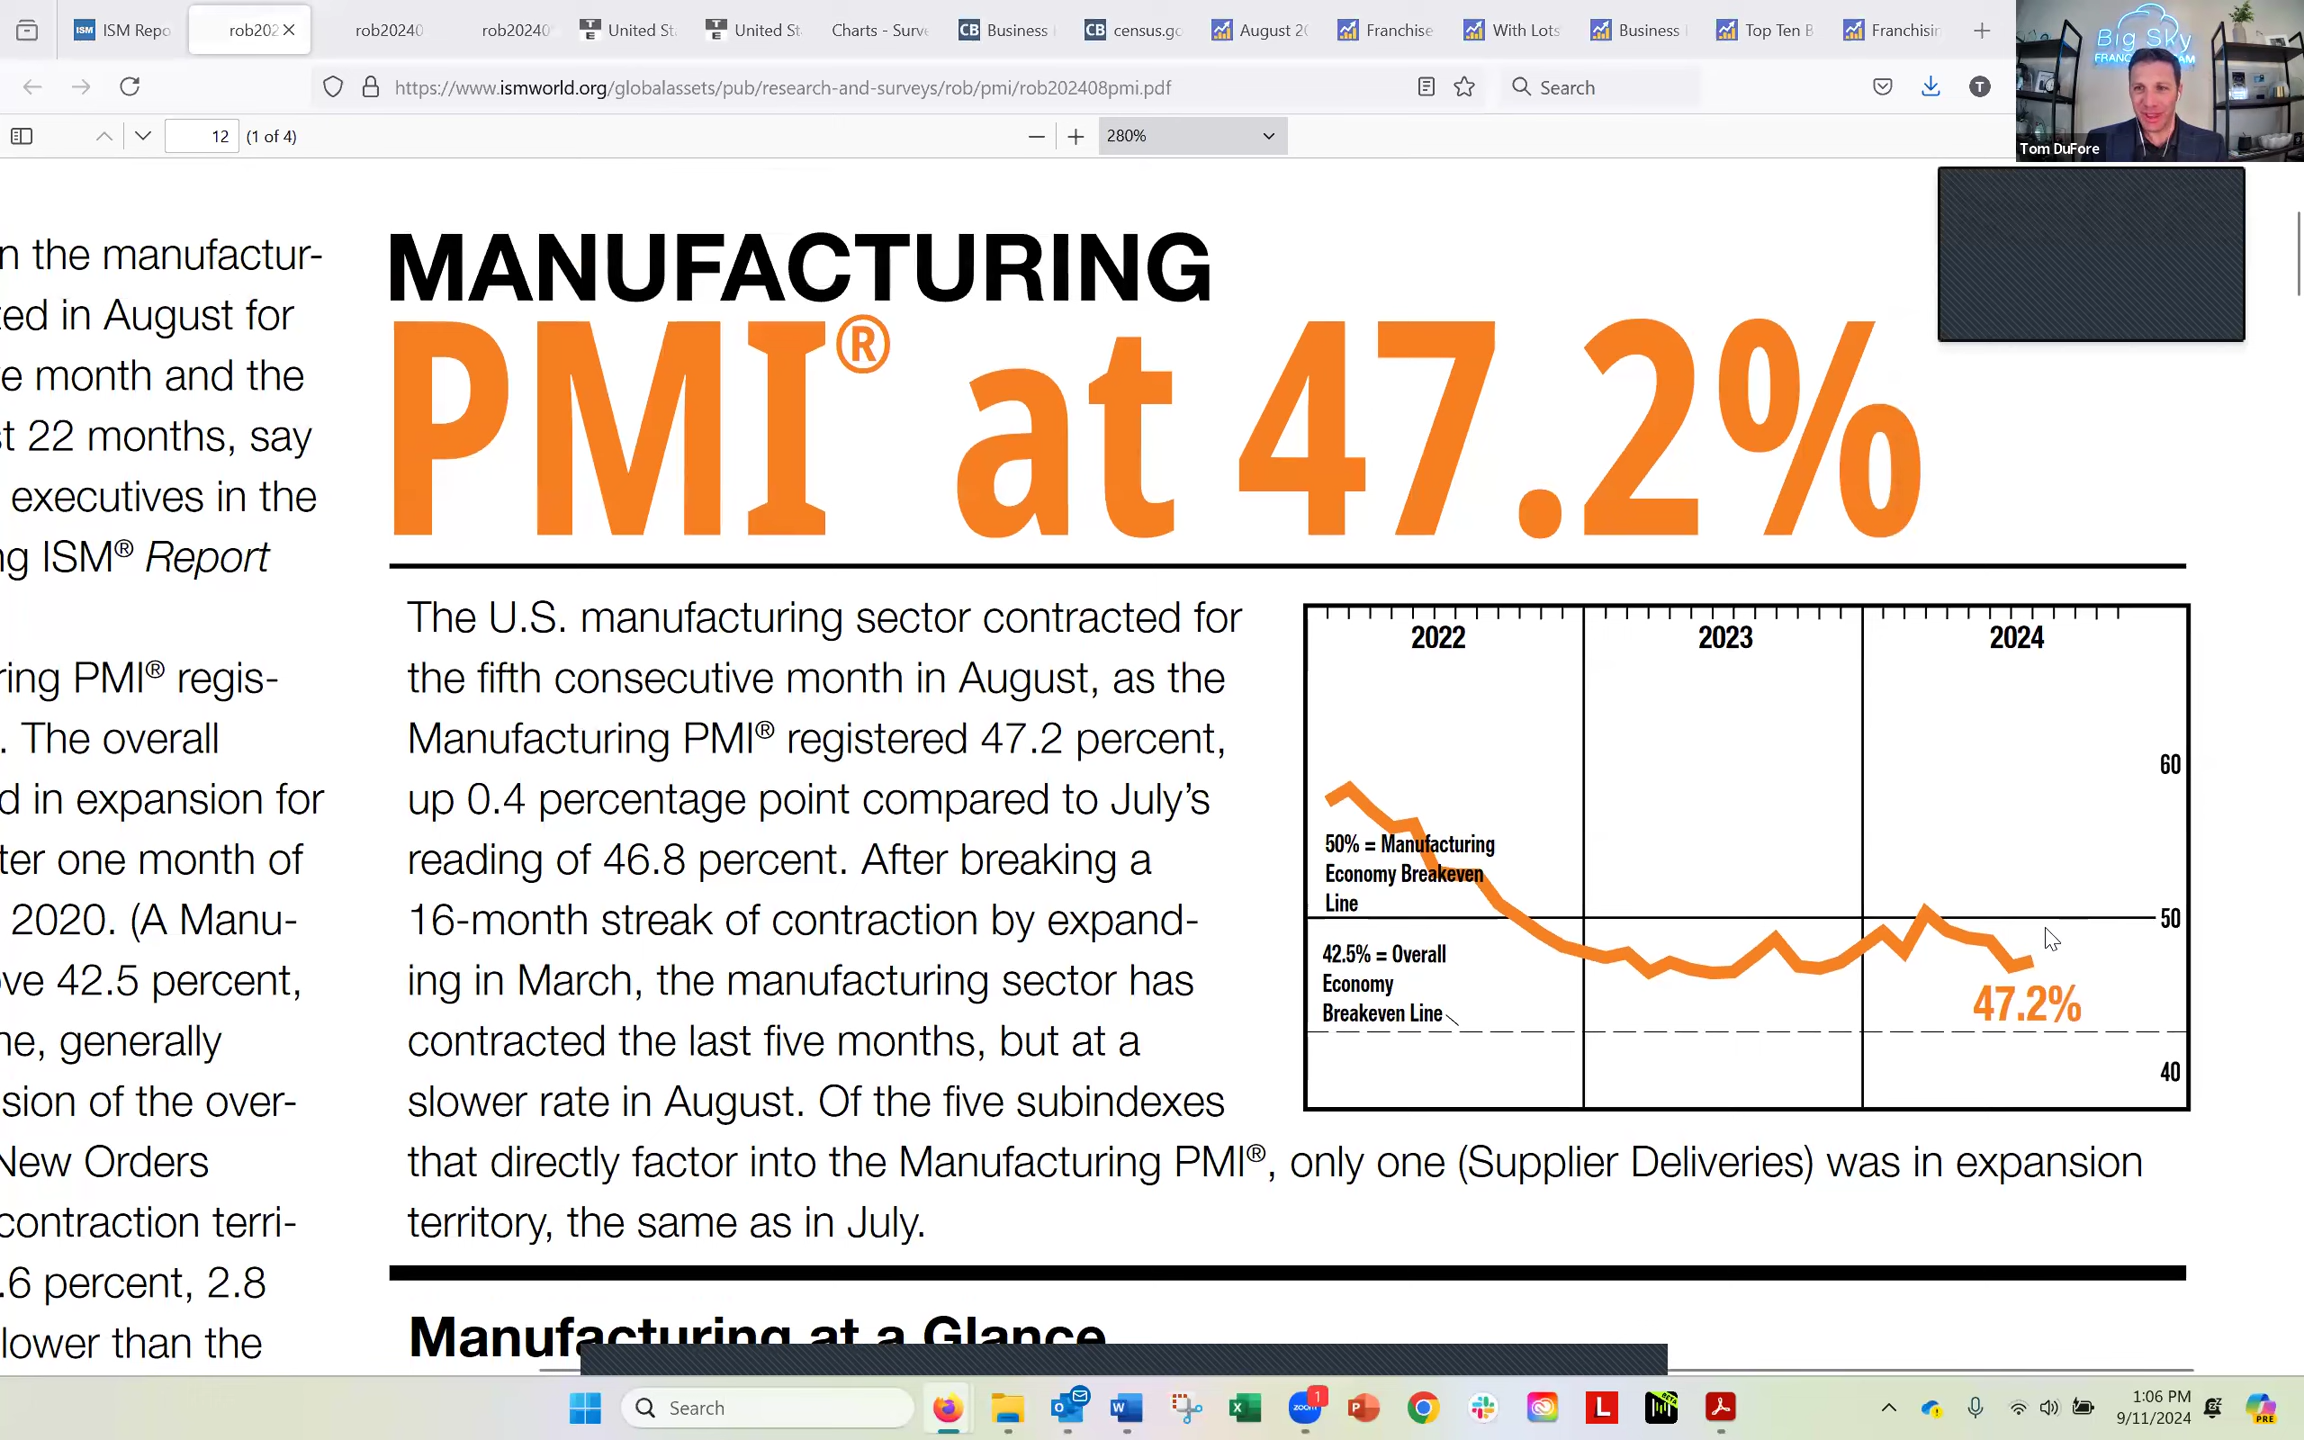 ISM Repo
rob202
rob20240
rob20240
United St
United St
Charts - Surve
Business
census.go
August 20
Franchise
With Lots
Business
Top Ten B
Franchisin
https://www.ismworld.org/globalassets/pub/research-and-surveys/rob/pmi/rob202408pmi.pdf
Search
T
12 (1 of 4)
280%
Big Sky
Tom DuFore
n the manufactur-
ted in August for
e month and the
st 22 months, say
executives in the
ng ISM® Report
ring PMI® regis-
. The overall
d in expansion for
ter one month of
2020. (A Manu-
ove 42.5 percent,
ne, generally
sion of the over-
New Orders
contraction terri-
.6 percent, 2.8
lower than the
MANUFACTURING
PMI® at 47.2%
The U.S. manufacturing sector contracted for
the fifth consecutive month in August, as the
Manufacturing PMI® registered 47.2 percent,
up 0.4 percentage point compared to July’s
reading of 46.8 percent. After breaking a
16-month streak of contraction by expand-
ing in March, the manufacturing sector has
contracted the last five months, but at a
slower rate in August. Of the five subindexes
that directly factor into the Manufacturing PMI®, only one (Supplier Deliveries) was in expansion
territory, the same as in July.
2022
2023
2024
60
50% = Manufacturing
Economy Breakeven
Line
50
42.5% = Overall
Economy
Breakeven Line
47.2%
40
Manufacturing at a Glance
Search
1
1:06 PM
9/11/2024
PRE